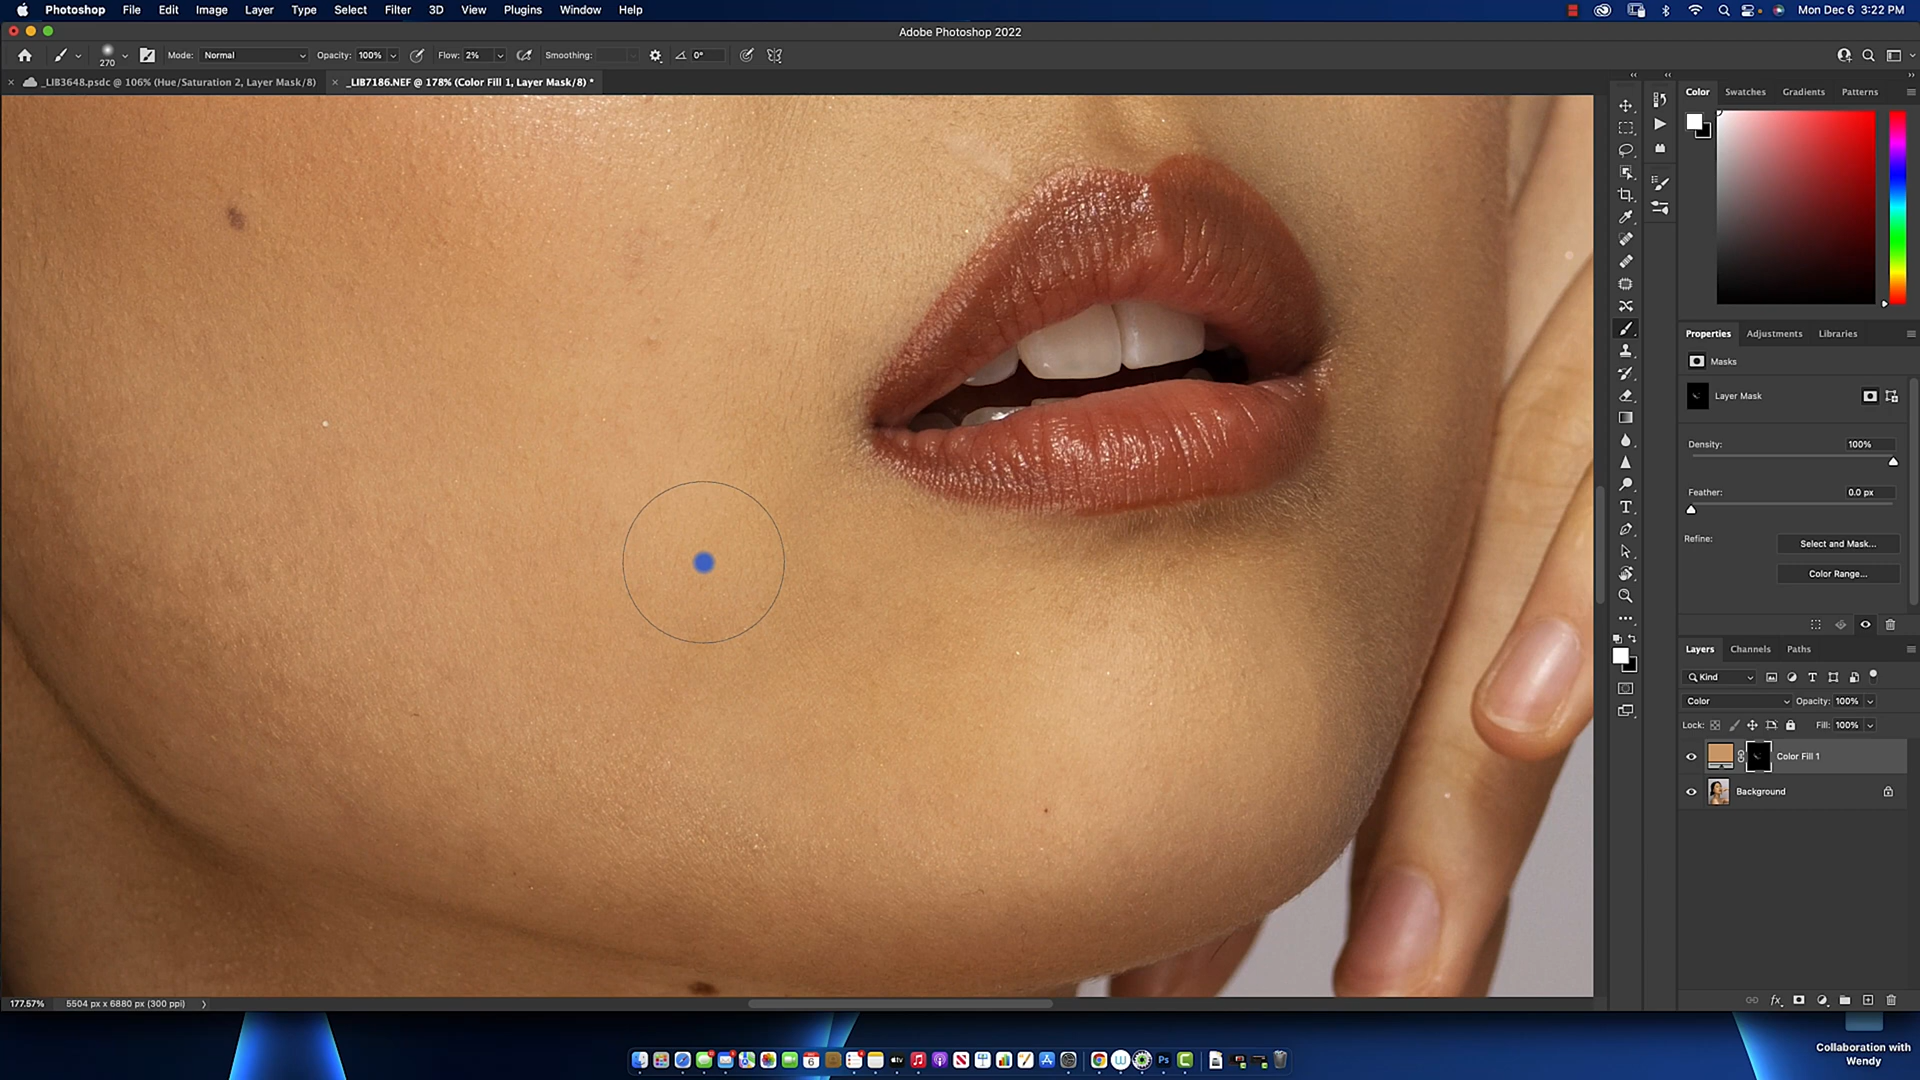 Photoshop File Edit Image Layer Type Select Filter 3D View Plugins Window Help Mon Dec 6 3:22 PM
Adobe Photoshop 2022
270 Mode: Normal Opacity: 100% Flow: 2% Smoothing: 0°
_LIB3648.psdc @ 106% (Hue/Saturation 2, Layer Mask/8) _LIB7186.NEF @ 178% (Color Fill 1, Layer Mask/8) *
Color Swatches Gradients Patterns
Properties Adjustments Libraries
Masks
Layer Mask
Density: 100%
Feather: 0.0 px
Refine: Select and Mask...
Color Range...
Layers Channels Paths
Kind
Color Opacity: 100%
Lock: Fill: 100%
Color Fill 1
Background
177.57% 5504 px x 6880 px (300 ppi)
fx
Collaboration with
Wendy